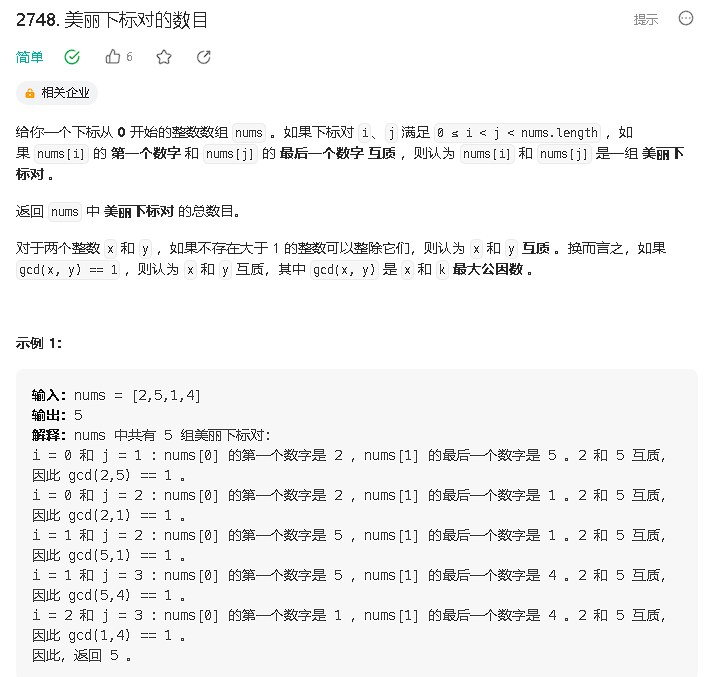 2748. 美丽下标对的数目
提示
简单
6
相关企业
给你一个下标从 0 开始的整数数组 nums 。如果下标对 i、j 满足 0 ≤ i < j < nums.length ，如
果 nums[i] 的 第一个数字 和 nums[j] 的 最后一个数字 互质 ，则认为 nums[i] 和 nums[j] 是一组 美丽下
标对 。
返回 nums 中 美丽下标对 的总数目。
对于两个整数 x 和 y ，如果不存在大于 1 的整数可以整除它们，则认为 x 和 y 互质 。换而言之，如果
gcd(x, y) == 1 ，则认为 x 和 y 互质，其中 gcd(x, y) 是 x 和 k 最大公因数 。
示例 1：
输入：nums = [2,5,1,4]
输出：5
解释：nums 中共有 5 组美丽下标对：
i = 0 和 j = 1 ：nums[0] 的第一个数字是 2 ，nums[1] 的最后一个数字是 5 。2 和 5 互质，
因此 gcd(2,5) == 1 。
i = 0 和 j = 2 ：nums[0] 的第一个数字是 2 ，nums[1] 的最后一个数字是 1 。2 和 5 互质，
因此 gcd(2,1) == 1 。
i = 1 和 j = 2 ：nums[0] 的第一个数字是 5 ，nums[1] 的最后一个数字是 1 。2 和 5 互质，
因此 gcd(5,1) == 1 。
i = 1 和 j = 3 ：nums[0] 的第一个数字是 5 ，nums[1] 的最后一个数字是 4 。2 和 5 互质，
因此 gcd(5,4) == 1 。
i = 2 和 j = 3 ：nums[0] 的第一个数字是 1 ，nums[1] 的最后一个数字是 4 。2 和 5 互质，
因此 gcd(1,4) == 1 。
因此，返回 5 。